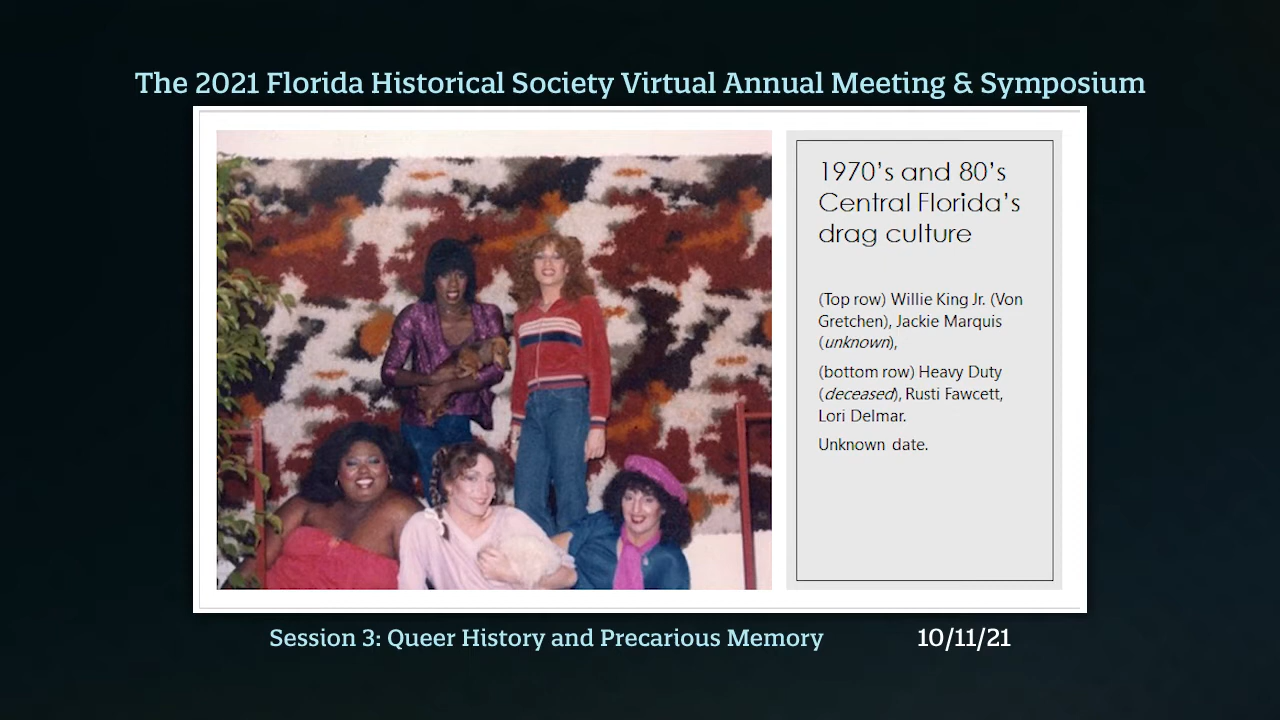 The 2021 Florida Historical Society Virtual Annual Meeting & Symposium
1970's and 80's
Central Florida's
drag culture
(Top row) Willie King Jr. (Von
Gretchen), Jackie Marquis
(unknown),
(bottom row) Heavy Duty
(deceased), Rusti Fawcett,
Lori Delmar.
Unknown date.
Session 3: Queer History and Precarious Memory 10/11/21